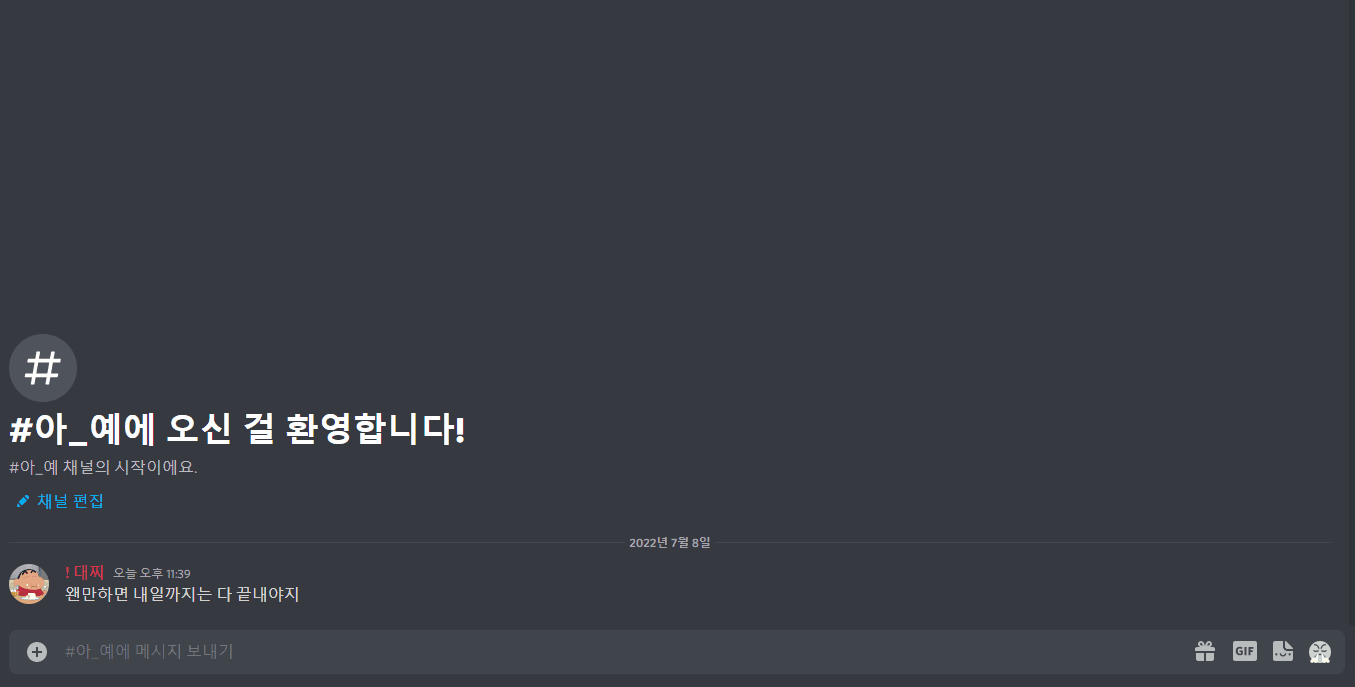 #아_예에 오신 걸 환영합니다!
#아_예 채널의 시작이에요.
채널 편집
2022년 7월 8일
! 대찌 오늘 오후 11:39
왠만하면 내일까지는 다 끝내야지
#아_예에 메시지 보내기
GIF